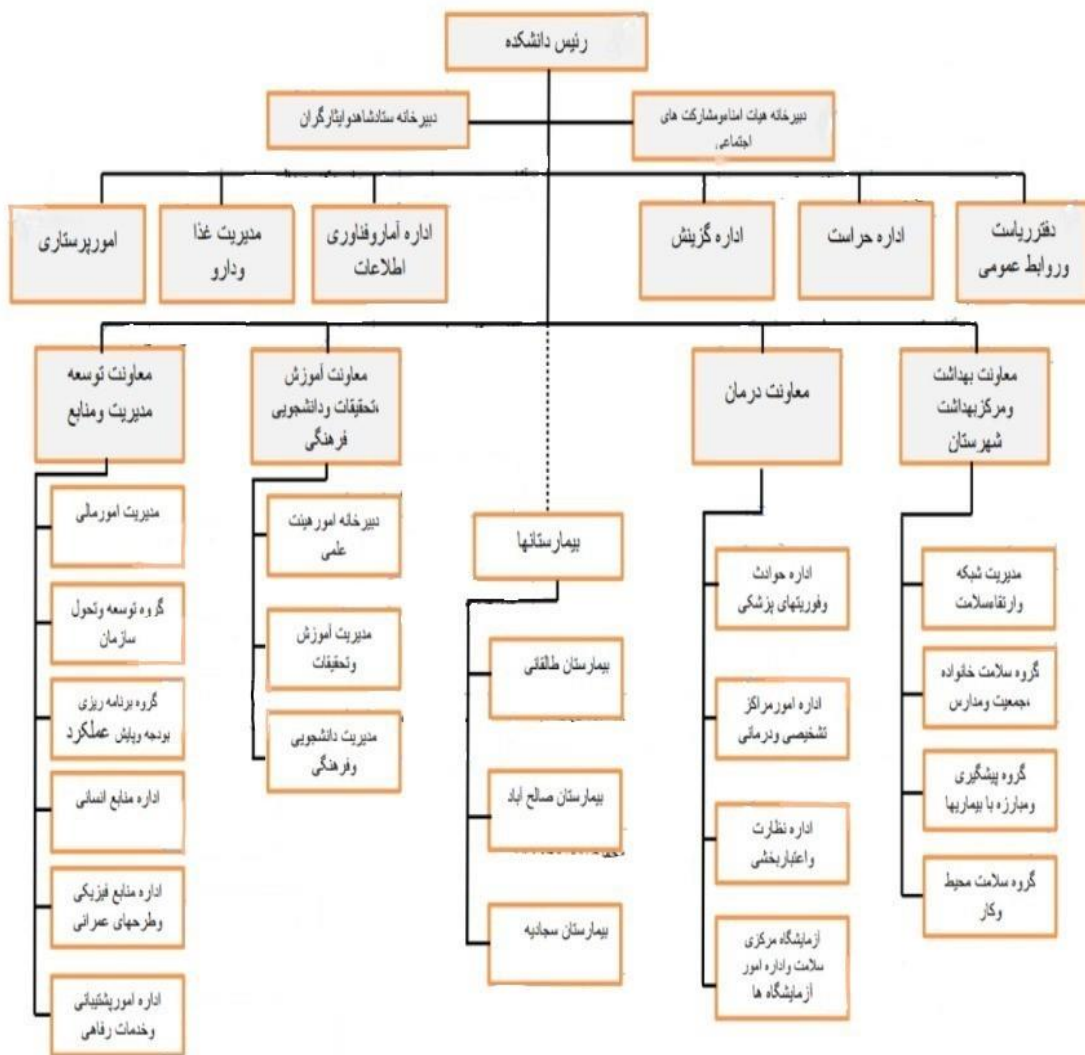 رئیس دانشکده
دبیرخانه هیات امناءومشارکت های
اجتماعی
دبیرخانه ستادشاهدوایثارگران
دفترریاست
وروابط عمومی
اداره حراست
اداره گزینش
اداره آماروفناوری
اطلاعات
مدیریت غذا
ودارو
امورپرستاری
معاونت بهداشت
ومرکزبهداشت
شهرستان
معاونت درمان
معاونت آموزش
،تحقیقات ودانشجویی
فرهنگی
معاونت توسعه
مدیریت ومنابع
مدیریت شبکه
وارتقاءسلامت
گروه سلامت خانواده
،جمعیت ومدارس
گروه پیشگیری
ومبارزه با بیماریها
گروه سلامت محیط
وکار
اداره حوادث
وفوریتهای پزشکی
اداره امورمراکز
تشخیصی ودرمانی
اداره نظارت
واعتباربخشی
آزمایشگاه مرکزی
سلامت واداره امور
آزمایشگاه ها
بیمارستانها
بیمارستان طالقانی
بیمارستان صالح آباد
بیمارستان سجادیه
دبیرخانه امورهیئت
علمی
مدیریت آموزش
وتحقیقات
مدیریت دانشجویی
وفرهنگی
مدیریت امورمالی
گروه توسعه وتحول
سازمان
گروه برنامه ریزی
بودجه وپایش عملکرد
اداره منابع انسانی
اداره منابع فیزیکی
وطرحهای عمرانی
اداره امورپشتیبانی
وخدمات رفاهی